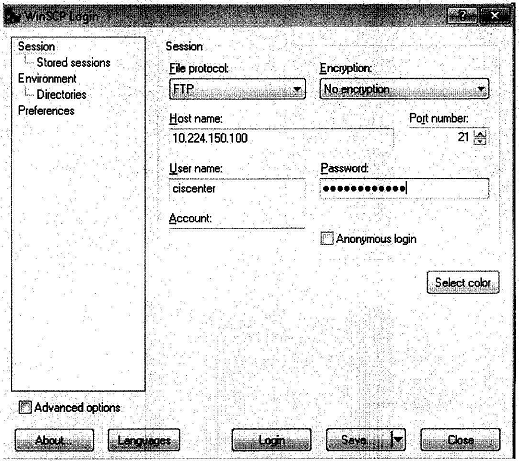 WinSCP Login
Session
Stored sessions
Environment
Directories
Preferences
Session
File protocol:
FTP
Encryption:
No encryption
Host name:
10.224.150.100
Port number:
21
User name:
ciscenter
Password:
●●●●●●●●●●●●
Account:
Anonymous login
Select color
Advanced options
About...
Languages
Login
Save...
Close